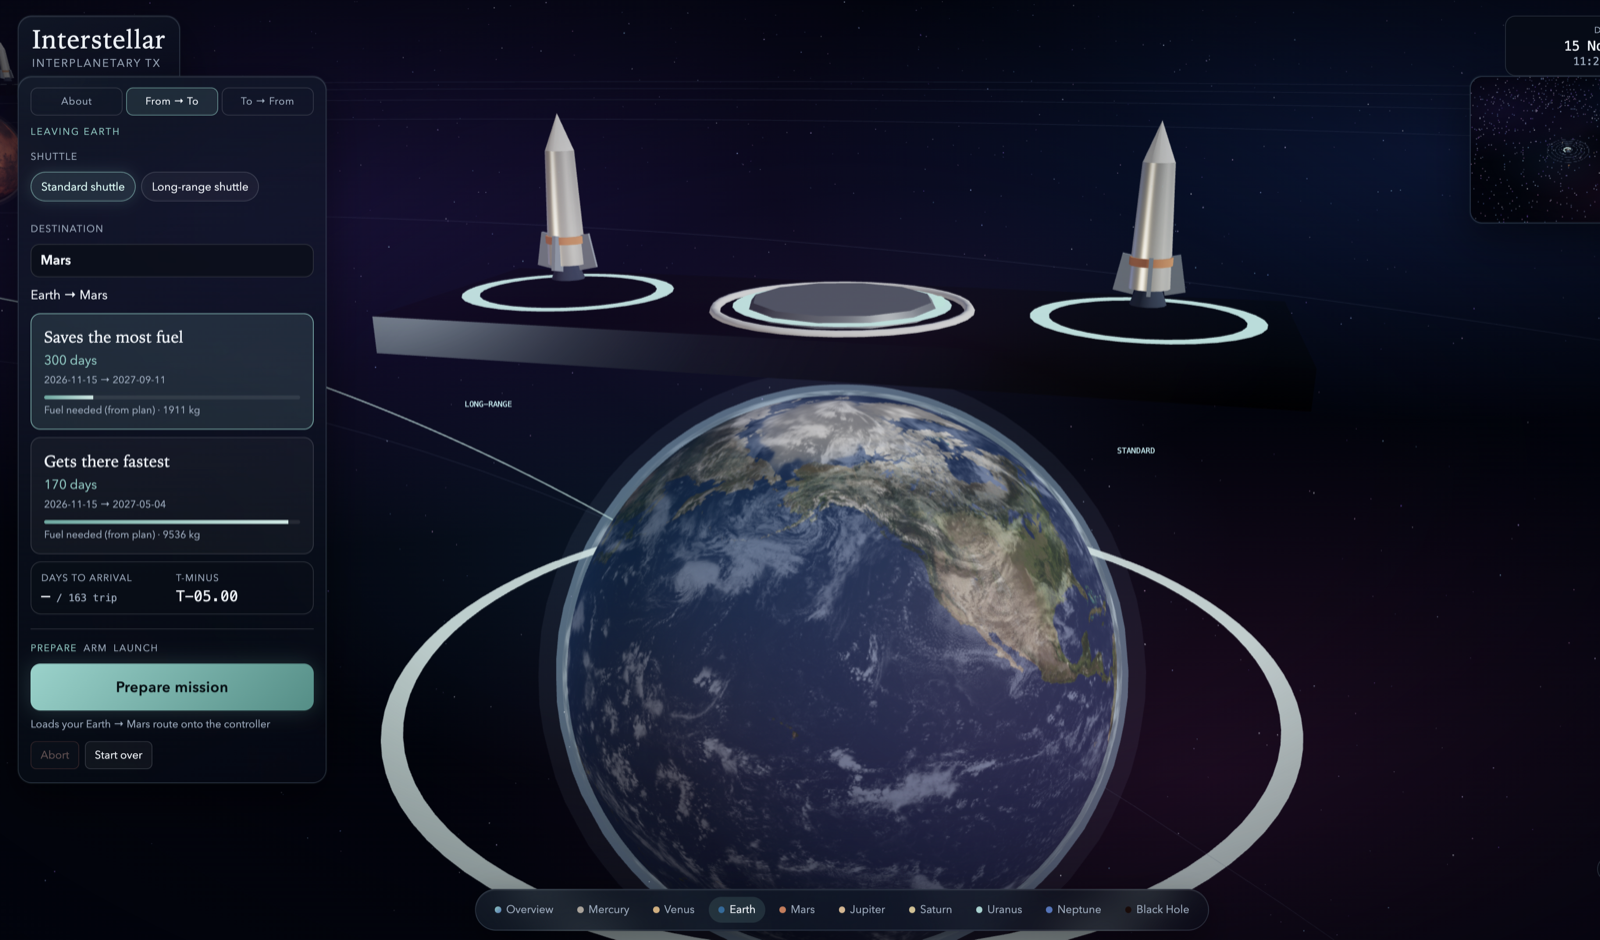 Interstellar
INTERPLANETARY TX
About
From → To
To → From
LEAVING EARTH
SHUTTLE
Standard shuttle
Long-range shuttle
DESTINATION
Mars
Earth → Mars
Saves the most fuel
300 days
2026-11-15 → 2027-09-11
Fuel needed (from plan) · 1911 kg
Gets there fastest
170 days
2026-11-15 → 2027-05-04
Fuel needed (from plan) · 9536 kg
DAYS TO ARRIVAL
— / 163 trip
T-MINUS
T−05.00
PREPARE ARM LAUNCH
Prepare mission
Loads your Earth → Mars route onto the controller
Abort
Start over
LONG-RANGE
STANDARD
15 No
11:2
Overview
Mercury
Venus
Earth
Mars
Jupiter
Saturn
Uranus
Neptune
Black Hole